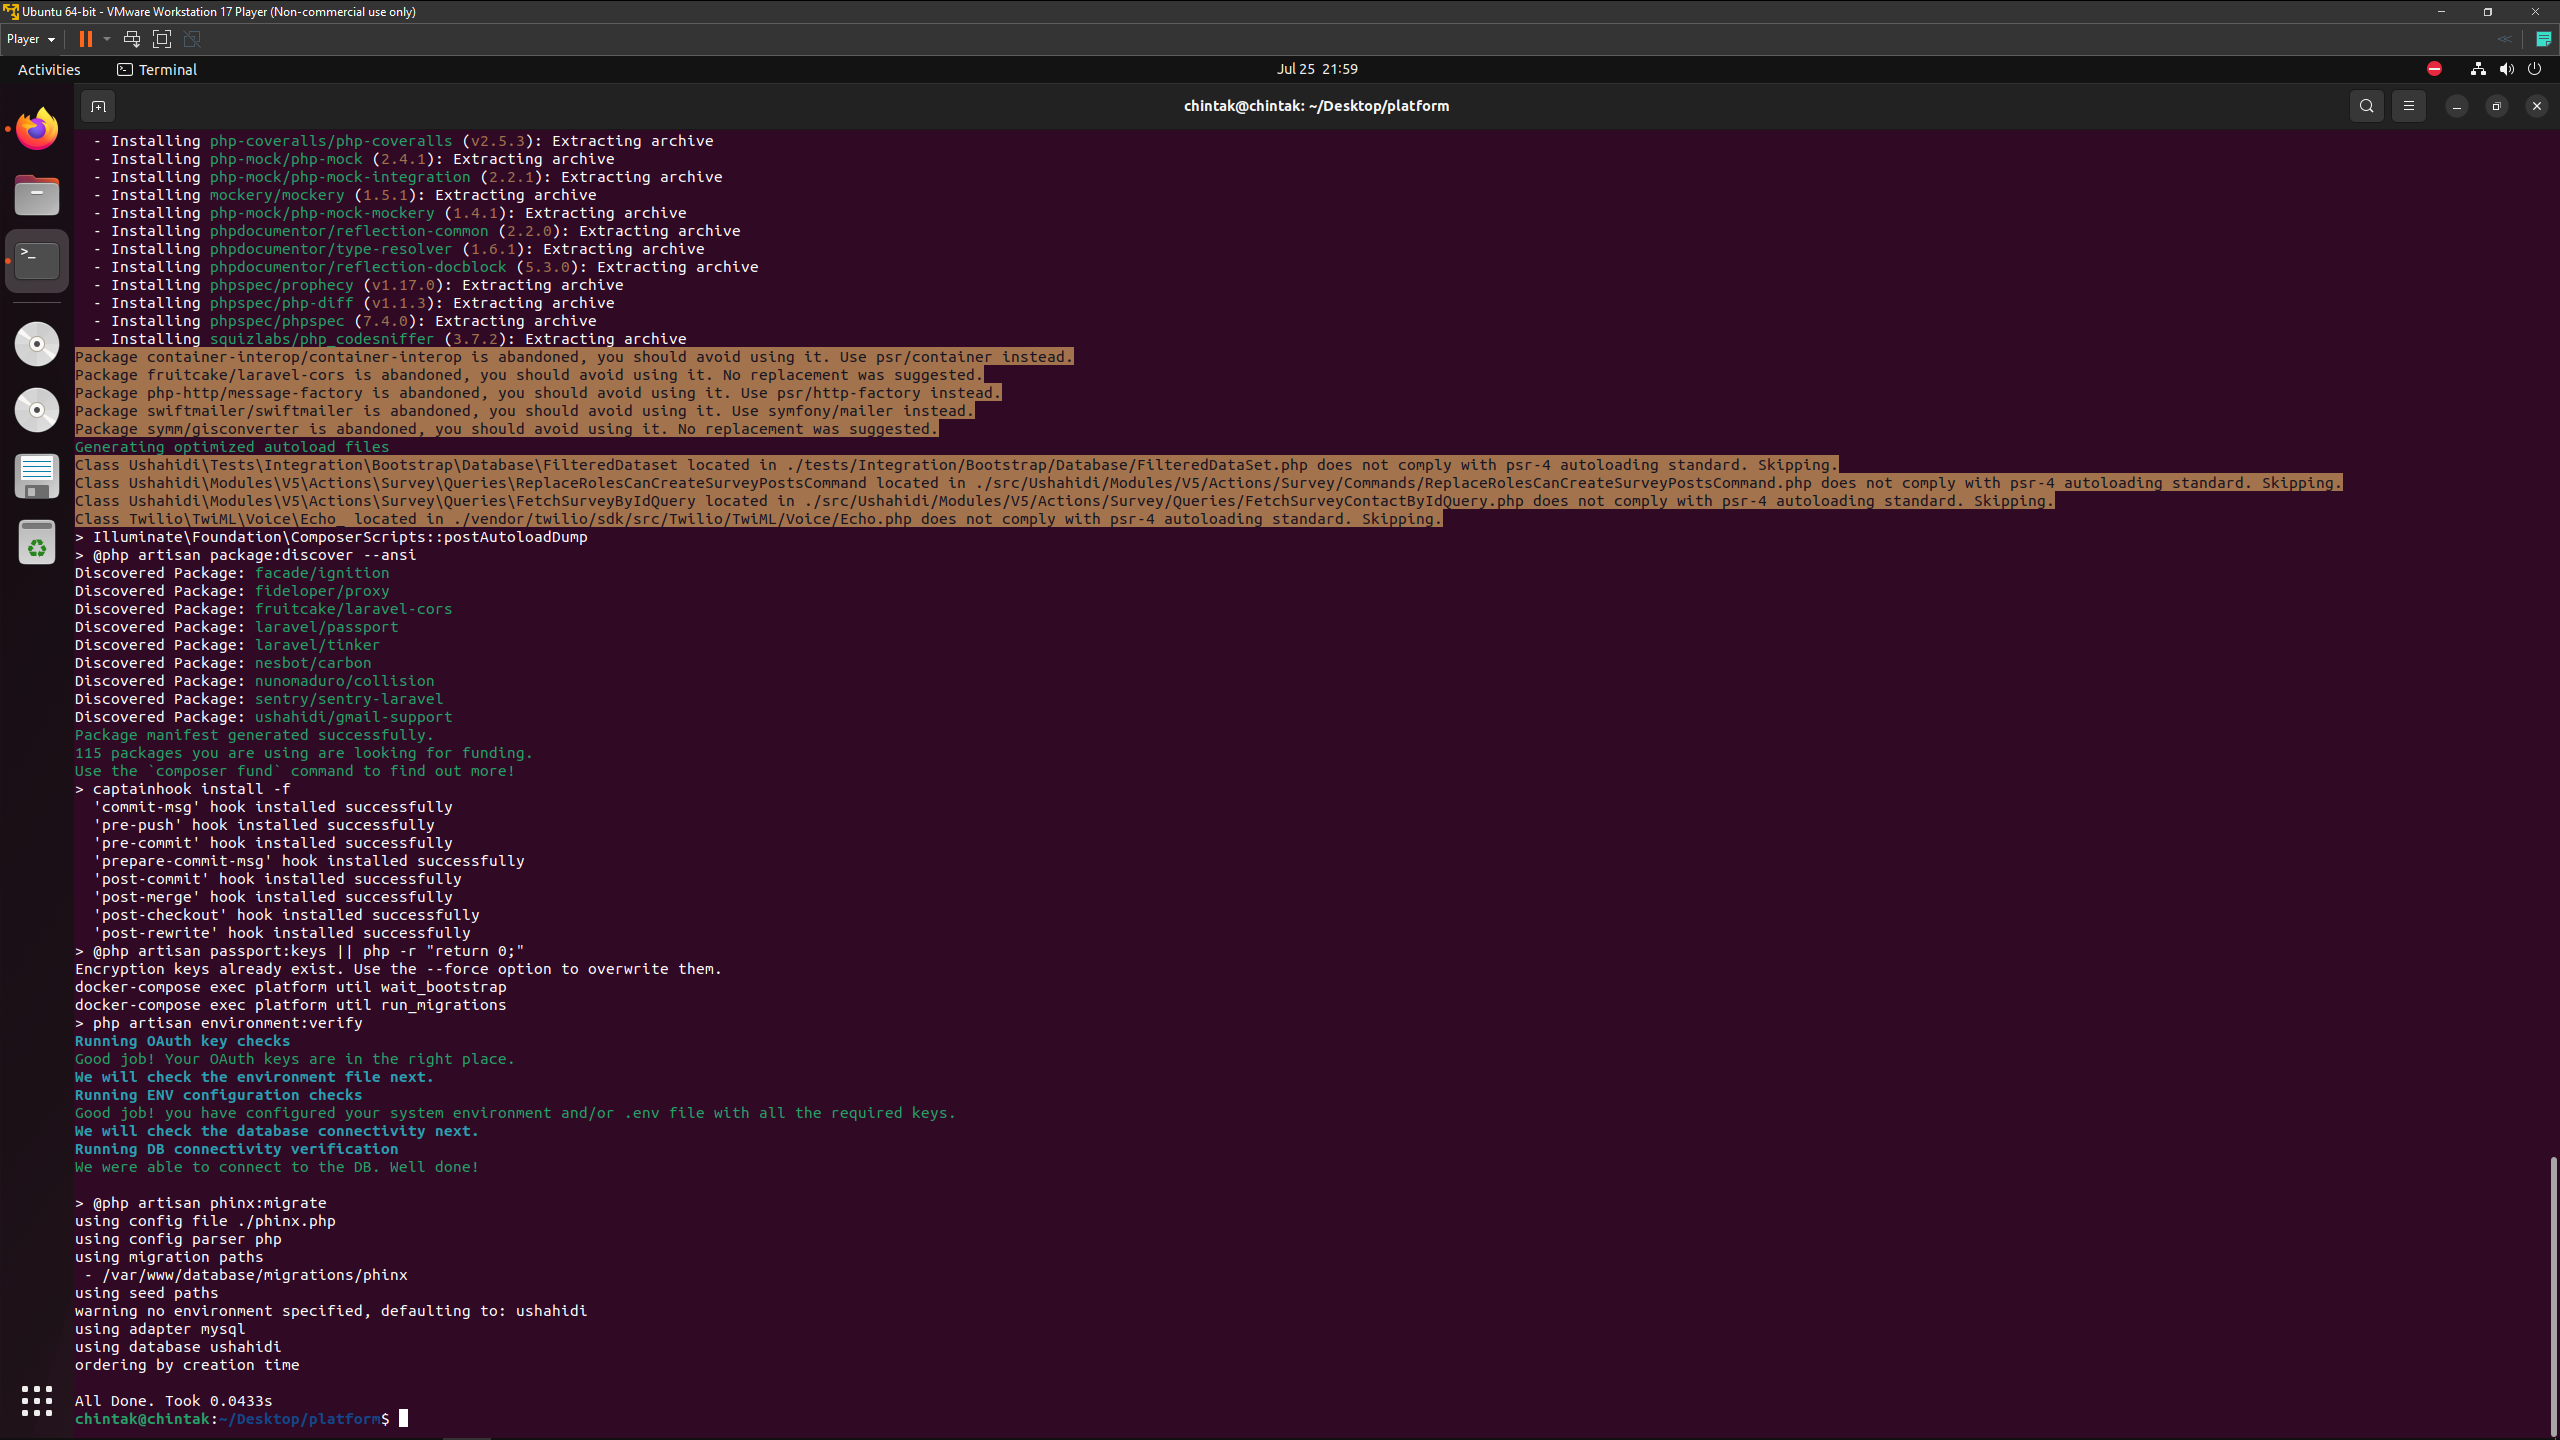 Ubuntu 64-bit - VMware Workstation 17 Player (Non-commercial use only)
Player
Activities
Terminal
Jul 25 21:59
chintak@chintak: ~/Desktop/platform
- Installing php-coveralls/php-coveralls (v2.5.3): Extracting archive
- Installing php-mock/php-mock (2.4.1): Extracting archive
- Installing php-mock/php-mock-integration (2.2.1): Extracting archive
- Installing mockery/mockery (1.5.1): Extracting archive
- Installing php-mock/php-mock-mockery (1.4.1): Extracting archive
- Installing phpdocumentor/reflection-common (2.2.0): Extracting archive
- Installing phpdocumentor/type-resolver (1.6.1): Extracting archive
- Installing phpdocumentor/reflection-docblock (5.3.0): Extracting archive
- Installing phpspec/prophecy (v1.17.0): Extracting archive
- Installing phpspec/php-diff (v1.1.3): Extracting archive
- Installing phpspec/phpspec (7.4.0): Extracting archive
- Installing squizlabs/php_codesniffer (3.7.2): Extracting archive
Package container-interop/container-interop is abandoned, you should avoid using it. Use psr/container instead.
Package fruitcake/laravel-cors is abandoned, you should avoid using it. No replacement was suggested.
Package php-http/message-factory is abandoned, you should avoid using it. Use psr/http-factory instead.
Package swiftmailer/swiftmailer is abandoned, you should avoid using it. Use symfony/mailer instead.
Package symm/gisconverter is abandoned, you should avoid using it. No replacement was suggested.
Generating optimized autoload files
Class Ushahidi\Tests\Integration\Bootstrap\Database\FilteredDataset located in ./tests/Integration/Bootstrap/Database/FilteredDataSet.php does not comply with psr-4 autoloading standard. Skipping.
Class Ushahidi\Modules\V5\Actions\Survey\Queries\ReplaceRolesCanCreateSurveyPostsCommand located in ./src/Ushahidi/Modules/V5/Actions/Survey/Commands/ReplaceRolesCanCreateSurveyPostsCommand.php does not comply with psr-4 autoloading standard. Skipping.
Class Ushahidi\Modules\V5\Actions\Survey\Queries\FetchSurveyByIdQuery located in ./src/Ushahidi/Modules/V5/Actions/Survey/Queries/FetchSurveyContactByIdQuery.php does not comply with psr-4 autoloading standard. Skipping.
Class Twilio\TwiML\Voice\Echo_ located in ./vendor/twilio/sdk/src/Twilio/TwiML/Voice/Echo.php does not comply with psr-4 autoloading standard. Skipping.
> Illuminate\Foundation\ComposerScripts::postAutoloadDump
> @php artisan package:discover --ansi
Discovered Package: facade/ignition
Discovered Package: fideloper/proxy
Discovered Package: fruitcake/laravel-cors
Discovered Package: laravel/passport
Discovered Package: laravel/tinker
Discovered Package: nesbot/carbon
Discovered Package: nunomaduro/collision
Discovered Package: sentry/sentry-laravel
Discovered Package: ushahidi/gmail-support
Package manifest generated successfully.
115 packages you are using are looking for funding.
Use the `composer fund` command to find out more!
> captainhook install -f
'commit-msg' hook installed successfully
'pre-push' hook installed successfully
'pre-commit' hook installed successfully
'prepare-commit-msg' hook installed successfully
'post-commit' hook installed successfully
'post-merge' hook installed successfully
'post-checkout' hook installed successfully
'post-rewrite' hook installed successfully
> @php artisan passport:keys || php -r "return 0;"
Encryption keys already exist. Use the --force option to overwrite them.
docker-compose exec platform util wait_bootstrap
docker-compose exec platform util run_migrations
> php artisan environment:verify
Running OAuth key checks
Good job! Your OAuth keys are in the right place.
We will check the environment file next.
Running ENV configuration checks
Good job! you have configured your system environment and/or .env file with all the required keys.
We will check the database connectivity next.
Running DB connectivity verification
We were able to connect to the DB. Well done!
> @php artisan phinx:migrate
using config file ./phinx.php
using config parser php
using migration paths
- /var/www/database/migrations/phinx
using seed paths
warning no environment specified, defaulting to: ushahidi
using adapter mysql
using database ushahidi
ordering by creation time
All Done. Took 0.0433s
chintak@chintak:~/Desktop/platform$